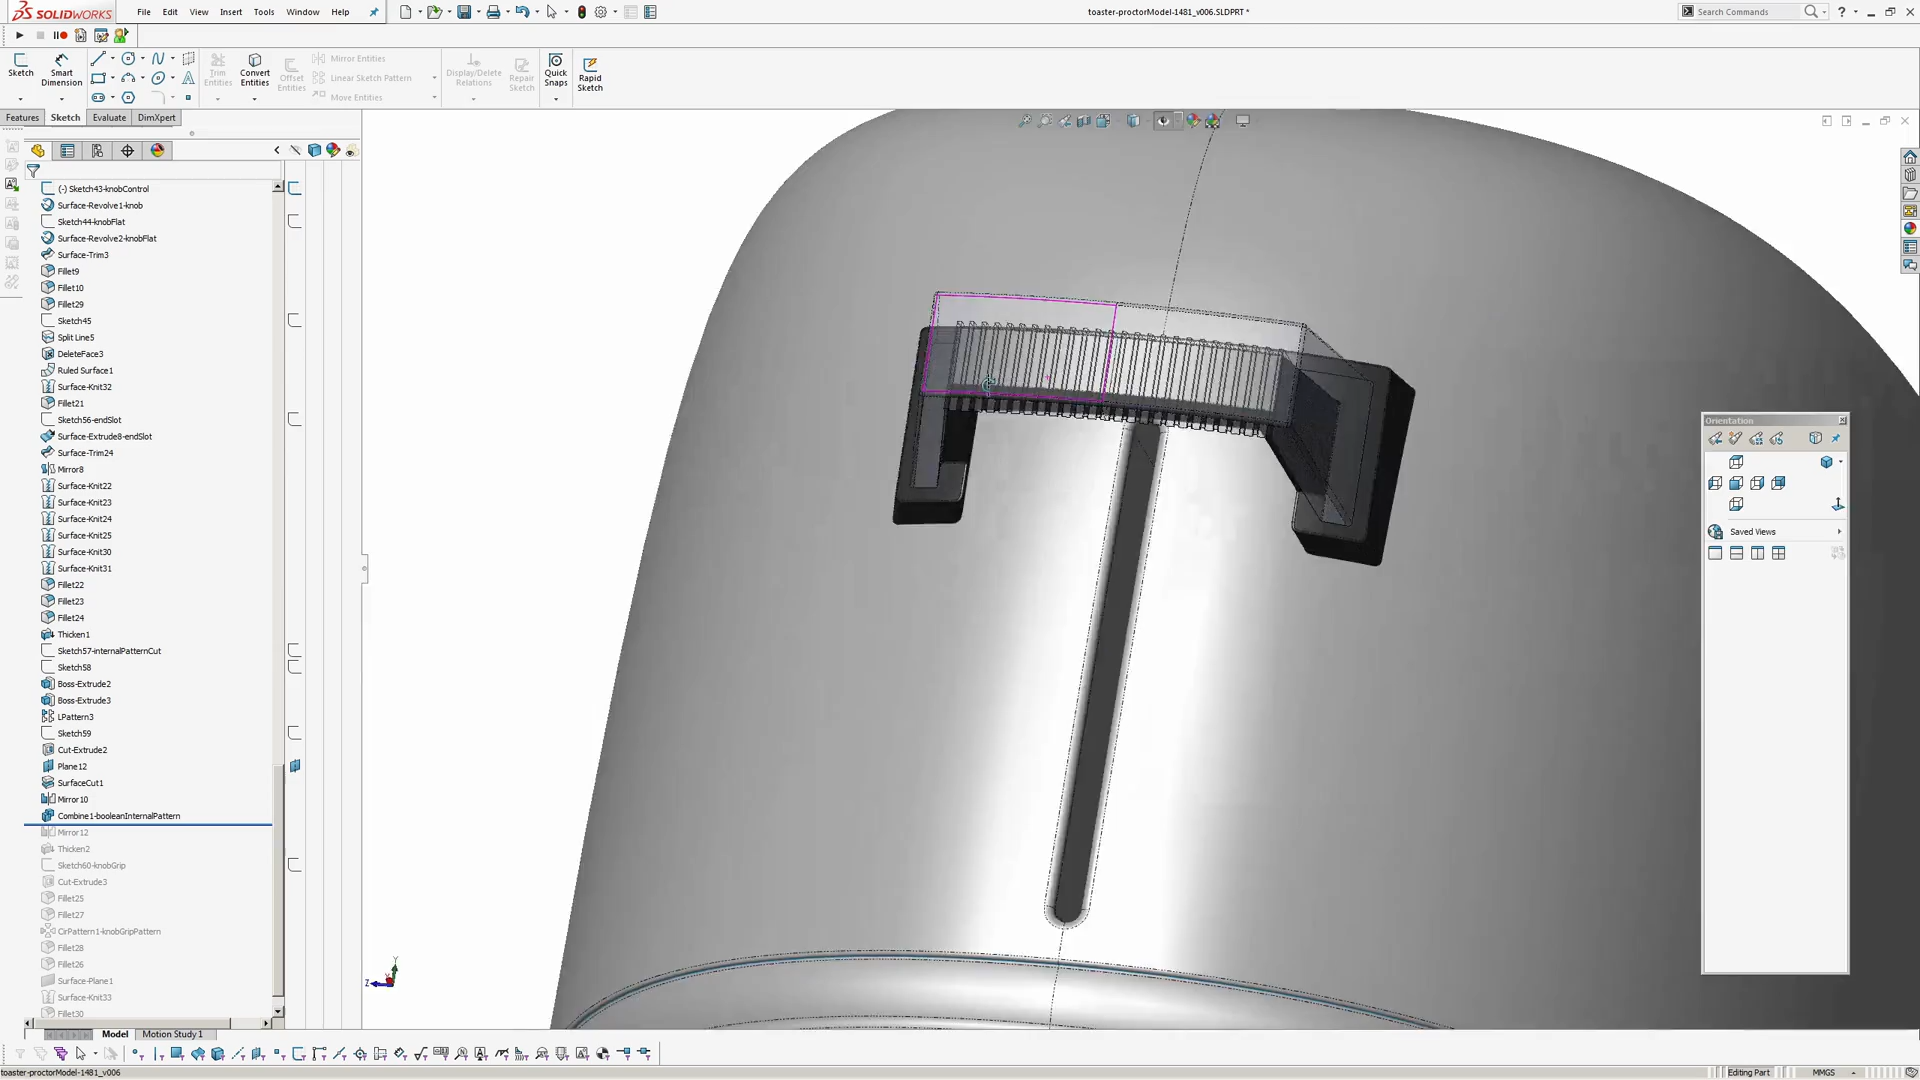 SOLIDWORKS
File Edit View Insert Tools Window Help
toaster-proctorModel-1481_v006.SLDPRT *
Search Commands
Sketch
Smart Dimension
Trim Entities
Convert Entities
Offset Entities
Mirror Entities
Linear Sketch Pattern
Move Entities
Display/Delete Relations
Repair Sketch
Quick Snaps
Rapid Sketch
Features Sketch Evaluate DimXpert
(-) Sketch43-knobControl
Surface-Revolve1-knob
Sketch44-knobFlat
Surface-Revolve2-knobFlat
Surface-Trim3
Fillet9
Fillet10
Fillet29
Sketch45
Split Line5
DeleteFace3
Ruled Surface1
Surface-Knit32
Fillet21
Sketch56-endSlot
Surface-Extrude8-endSlot
Surface-Trim24
Mirror8
Surface-Knit22
Surface-Knit23
Surface-Knit24
Surface-Knit25
Surface-Knit30
Surface-Knit31
Fillet22
Fillet23
Fillet24
Thicken1
Sketch57-internalPatternCut
Sketch58
Boss-Extrude2
Boss-Extrude3
LPattern3
Sketch59
Cut-Extrude2
Plane12
SurfaceCut1
Mirror10
Combine1-booleanInternalPattern
Mirror12
Thicken2
Sketch60-knobGrip
Cut-Extrude3
Fillet25
Fillet27
CirPattern1-knobGripPattern
Fillet28
Fillet26
Surface-Plane1
Surface-Knit33
Fillet30
Orientation
Saved Views
Y
Z
Model Motion Study 1
toaster-proctorModel-1481_v006
Editing Part
MMGS